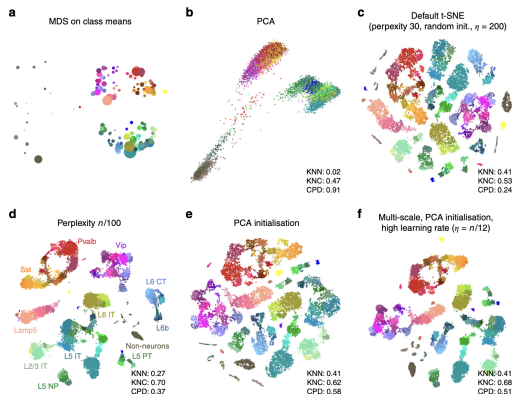 a MDS on class means
b PCA
KNN: 0.02
KNC: 0.47
CPD: 0.91
c Default t-SNE
(perpexity 30, random init., η = 200)
KNN: 0.41
KNC: 0.53
CPD: 0.24
d Perplexity n/100
Pvalb
Vip
Sst
L6 CT
Lamp5
L6 IT
L6b
Non-neurons
L5 IT
L5 PT
L2/3 IT
L5 NP
KNN: 0.27
KNC: 0.70
CPD: 0.37
e PCA initialisation
KNN: 0.41
KNC: 0.62
CPD: 0.58
f Multi-scale, PCA initialisation,
high learning rate (η = n/12)
KNN: 0.41
KNC: 0.68
CPD: 0.51